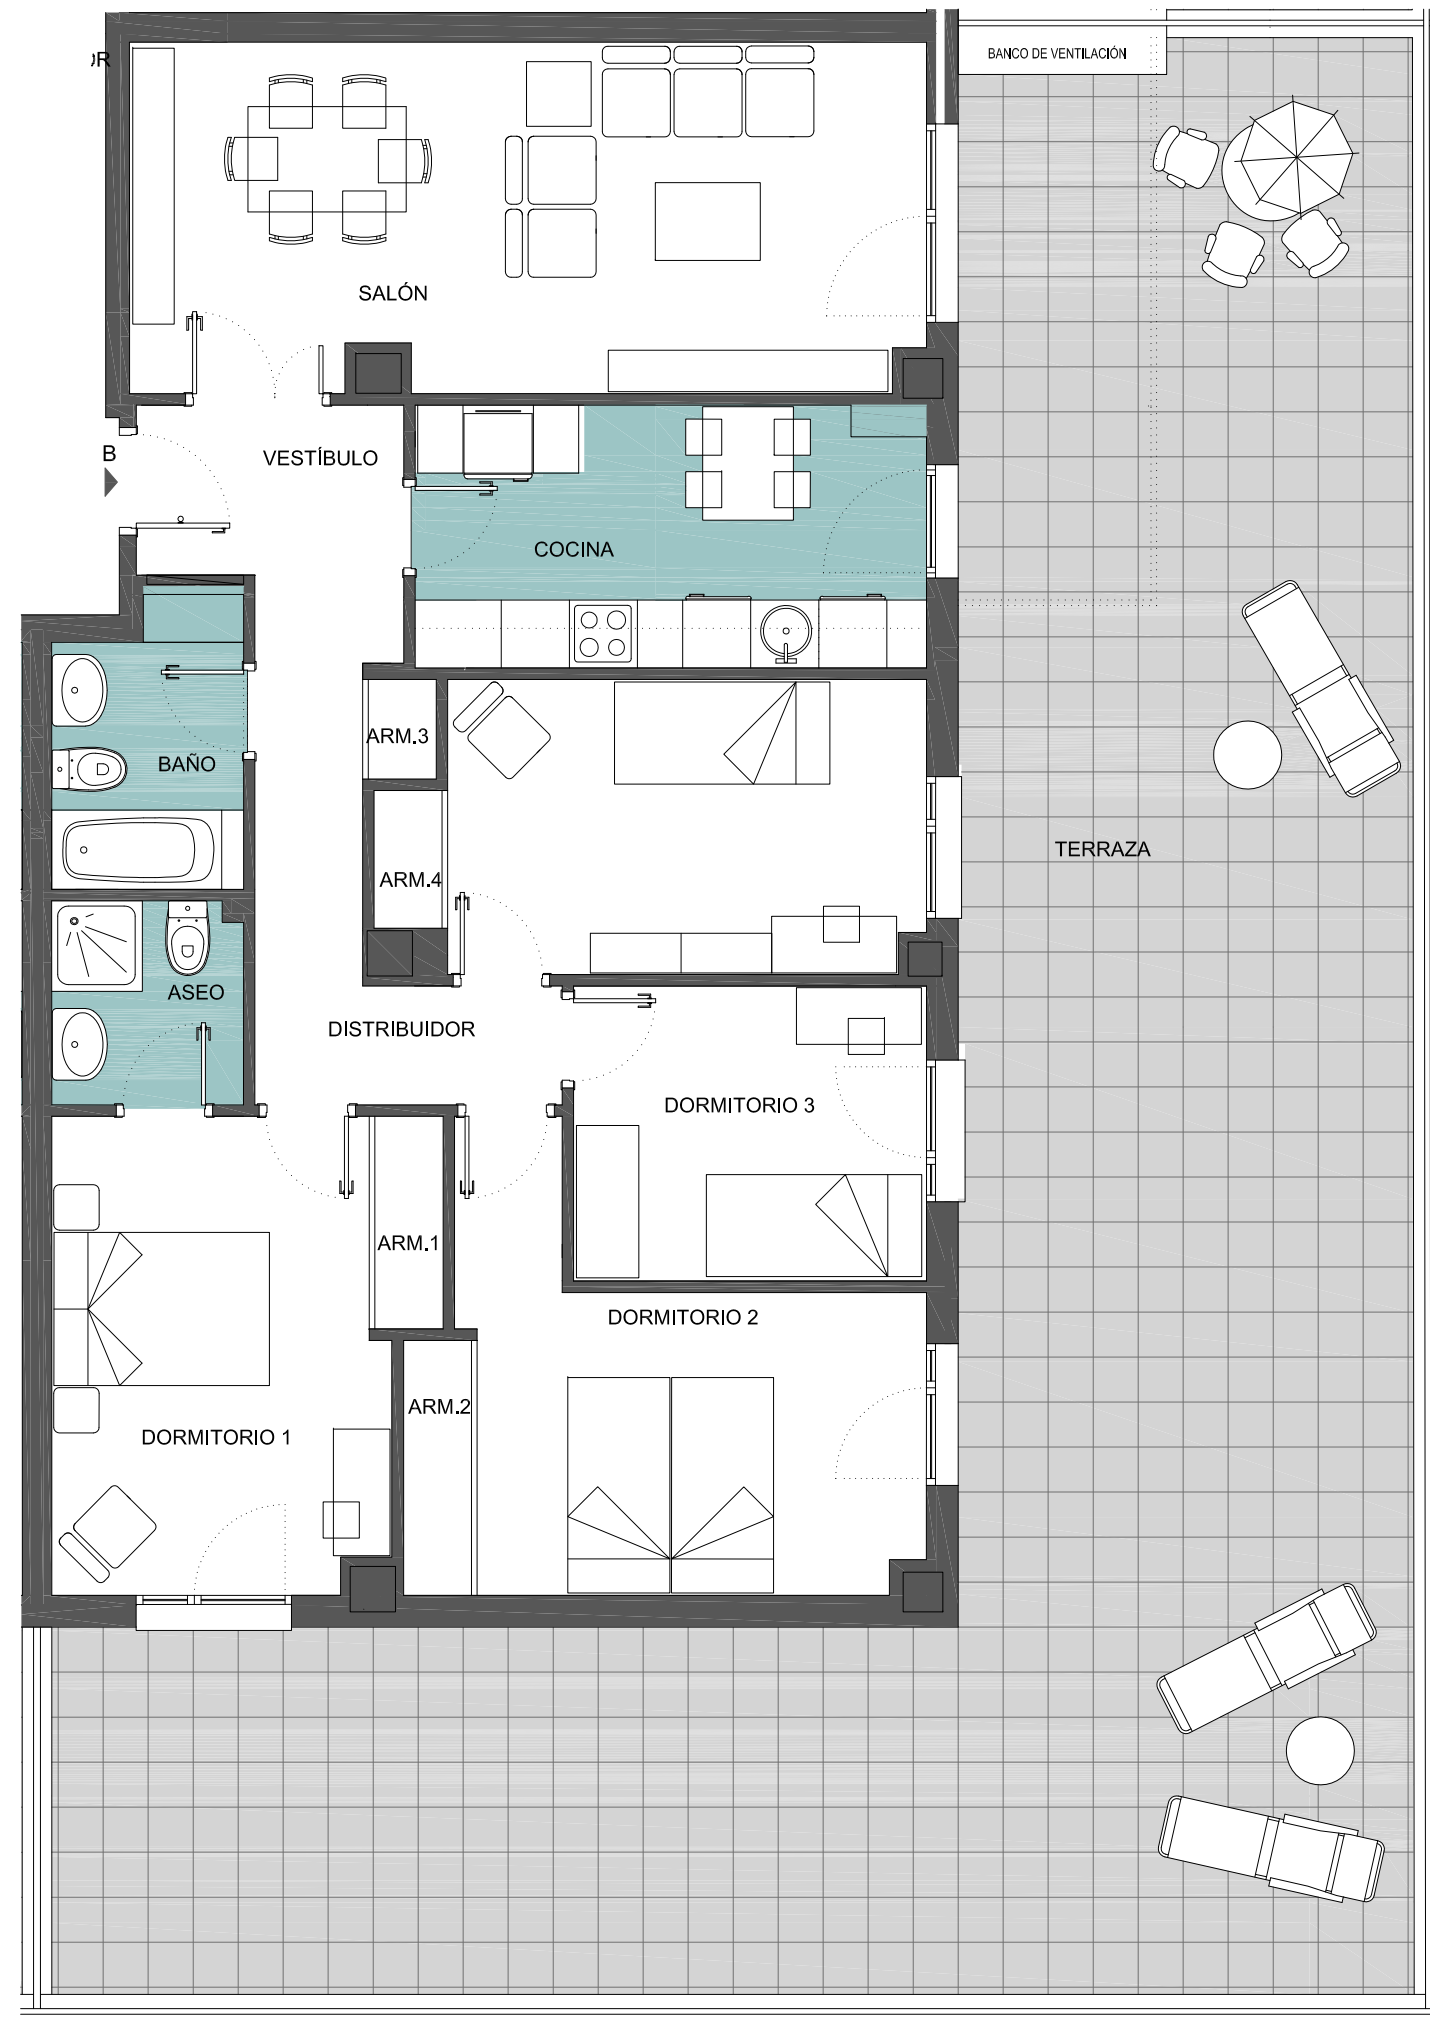 BANCO DE VENTILACIÓN
SALÓN
B
VESTÍBULO
COCINA
ARM.3
BAÑO
TERRAZA
ARM.4
ASEO
DISTRIBUIDOR
DORMITORIO 3
ARM.1
DORMITORIO 2
ARM.2
DORMITORIO 1